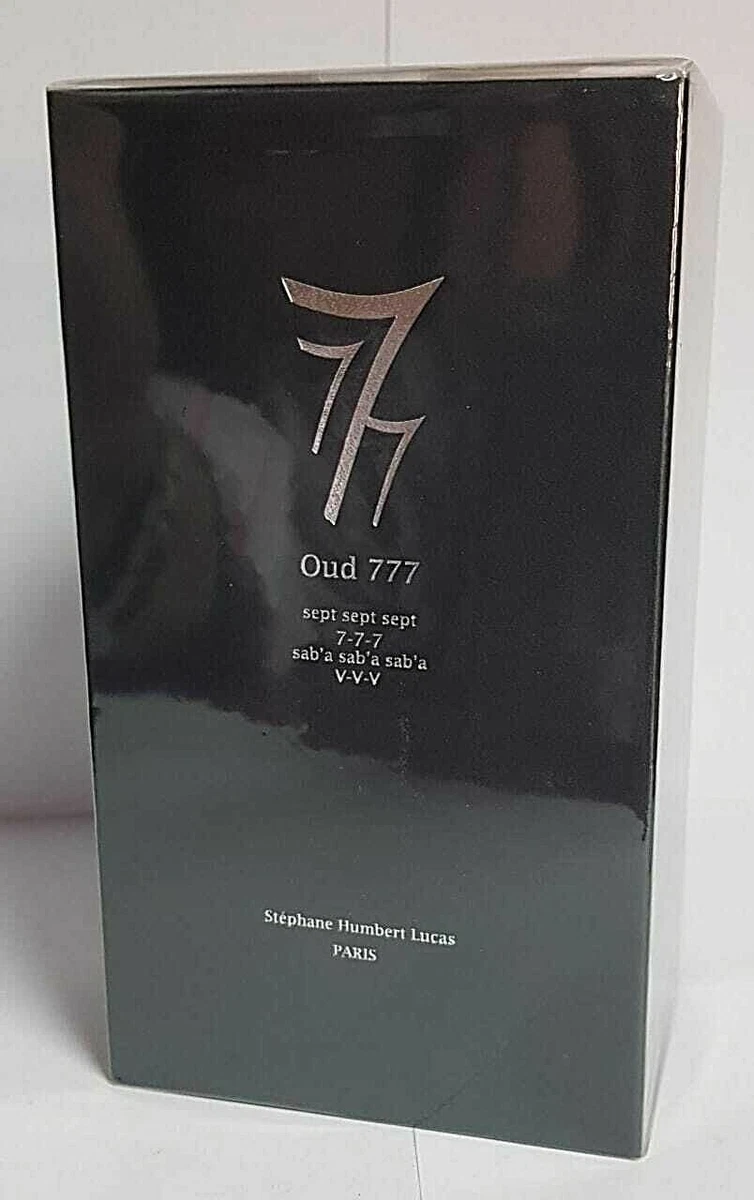 777
Oud 777
sept sept sept
7-7-7
sab'a sab'a sab'a
V-V-V
Stéphane Humbert Lucas
PARIS